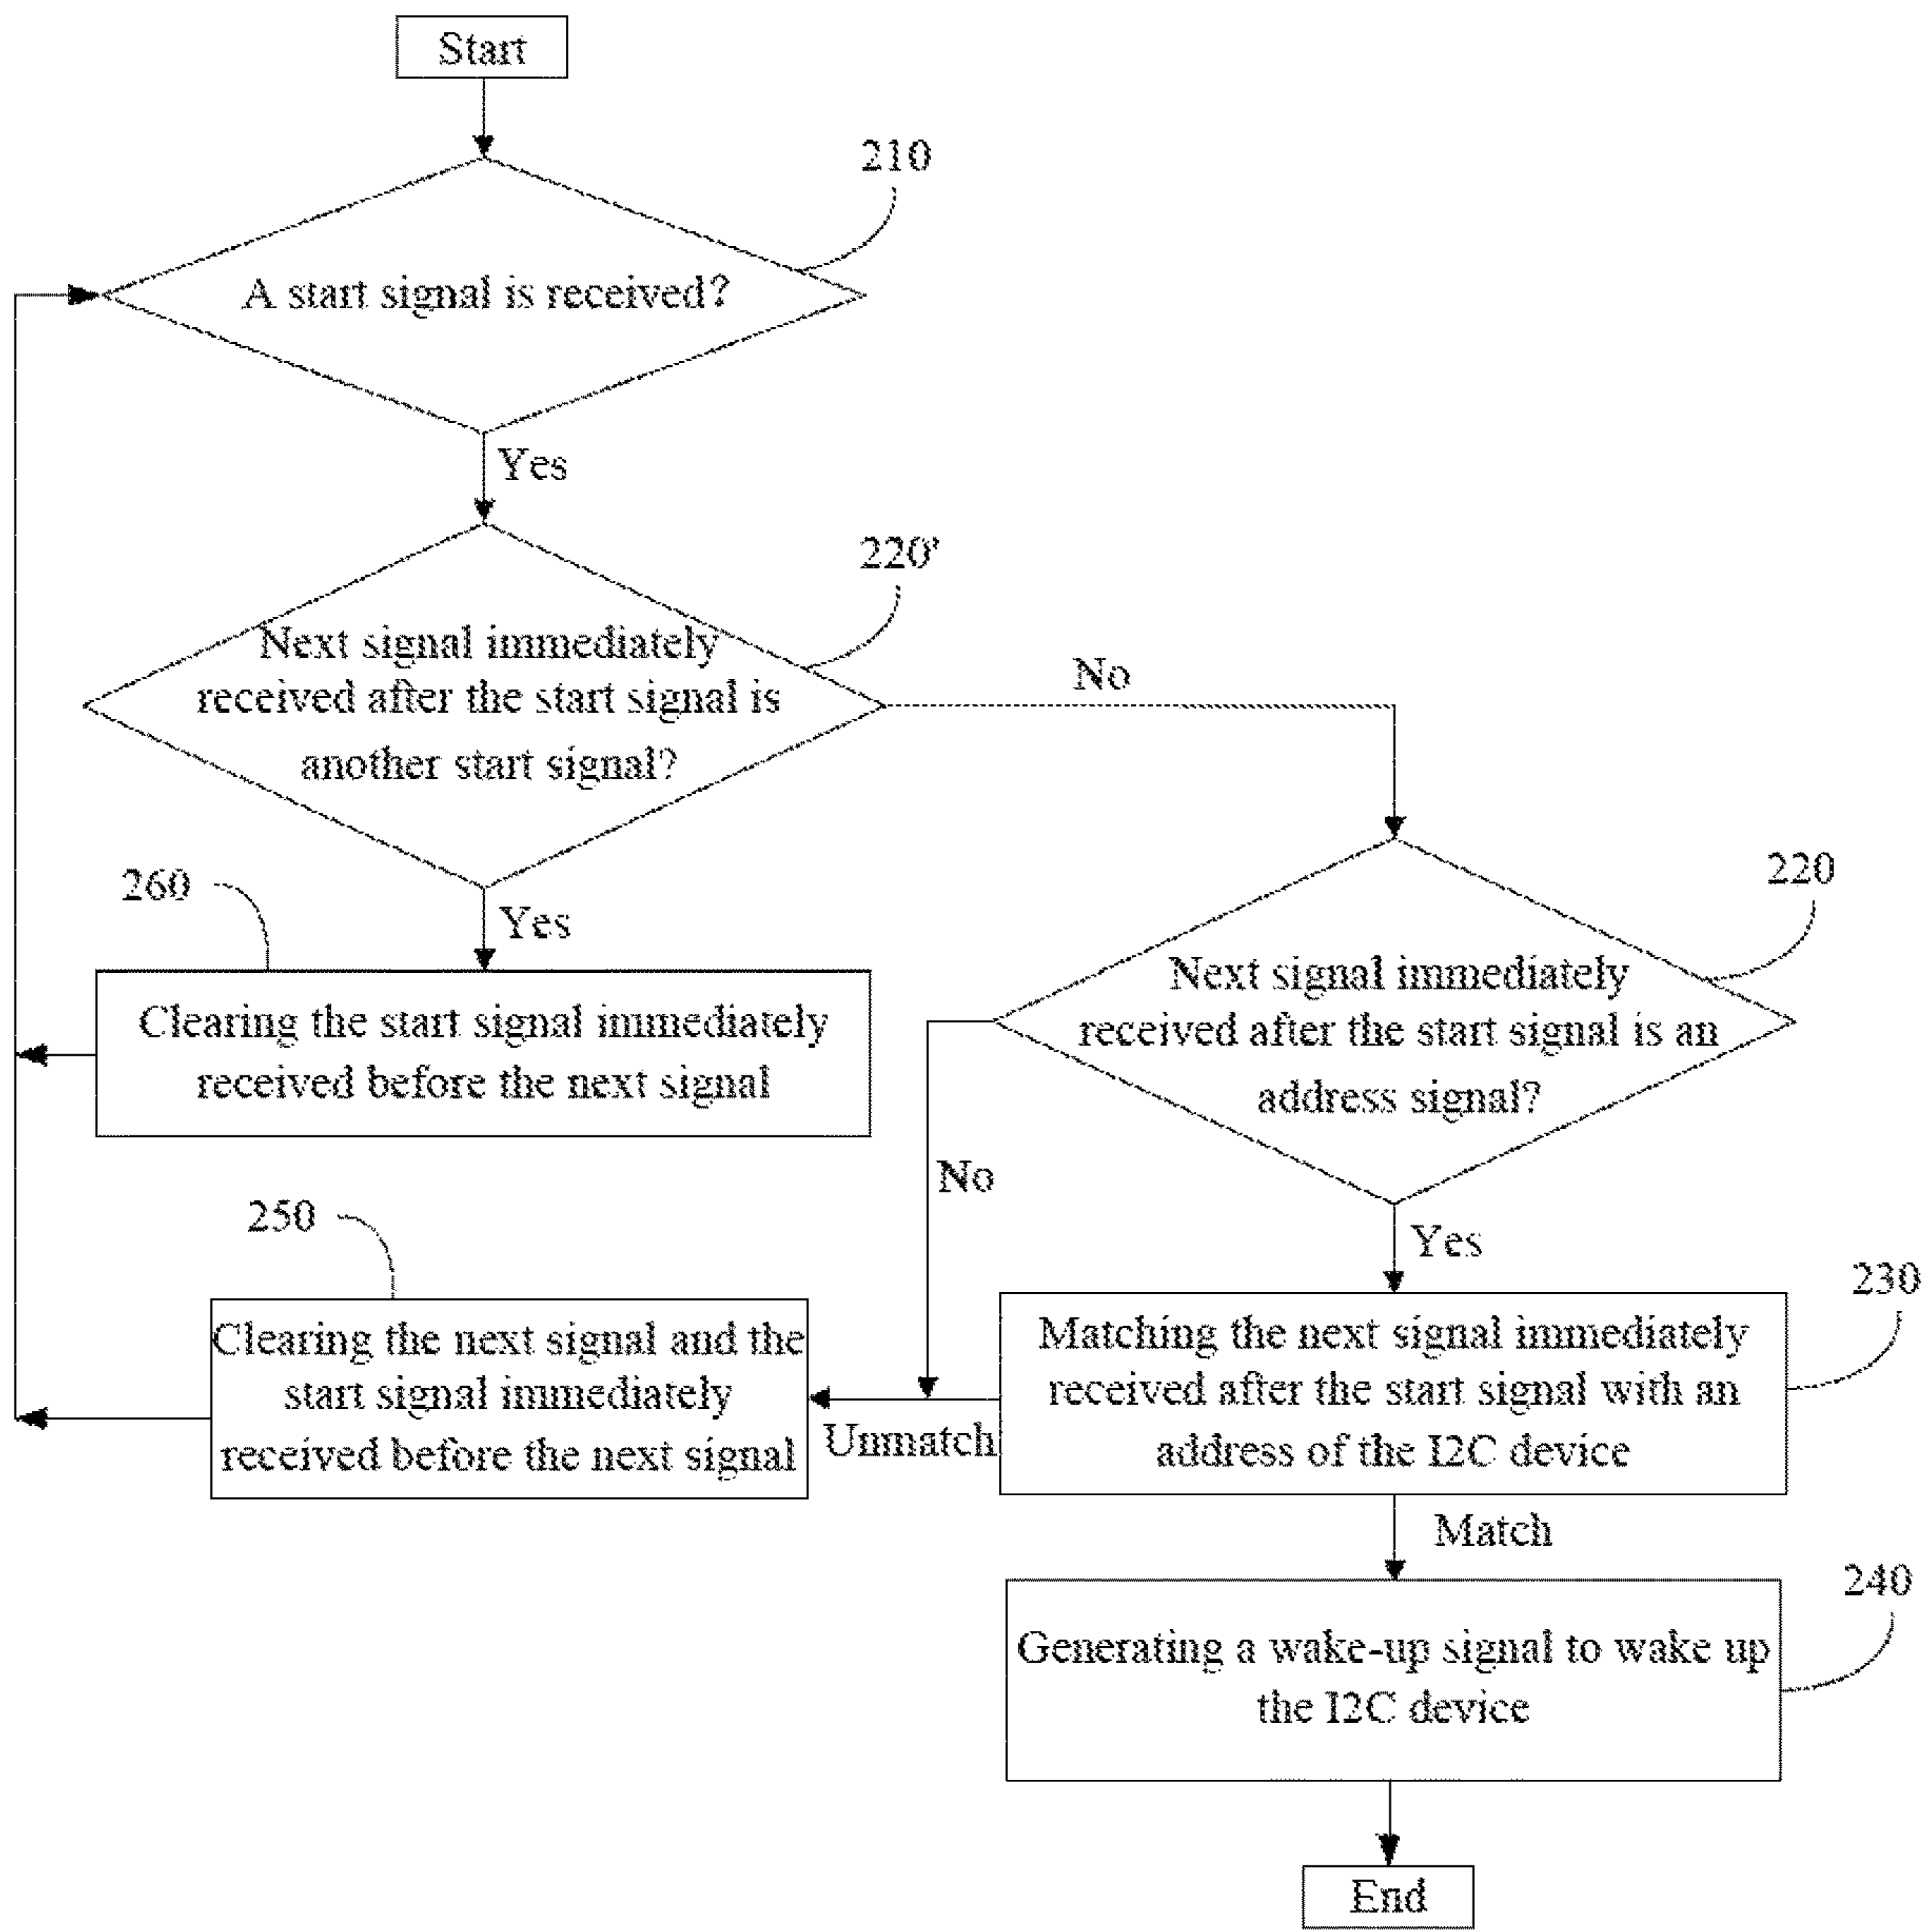 Start
210
A start signal is received?
Yes
220'
Next signal immediately
received after the start signal is
another start signal?
No
260
Yes
220
Clearing the start signal immediately
received before the next signal
Next signal immediately
received after the start signal is an
address signal?
No
250
Yes
230
Clearing the next signal and the
start signal immediately
received before the next signal
Unmatch
Matching the next signal immediately
received after the start signal with an
address of the I2C device
Match
240
Generating a wake-up signal to wake up
the I2C device
End